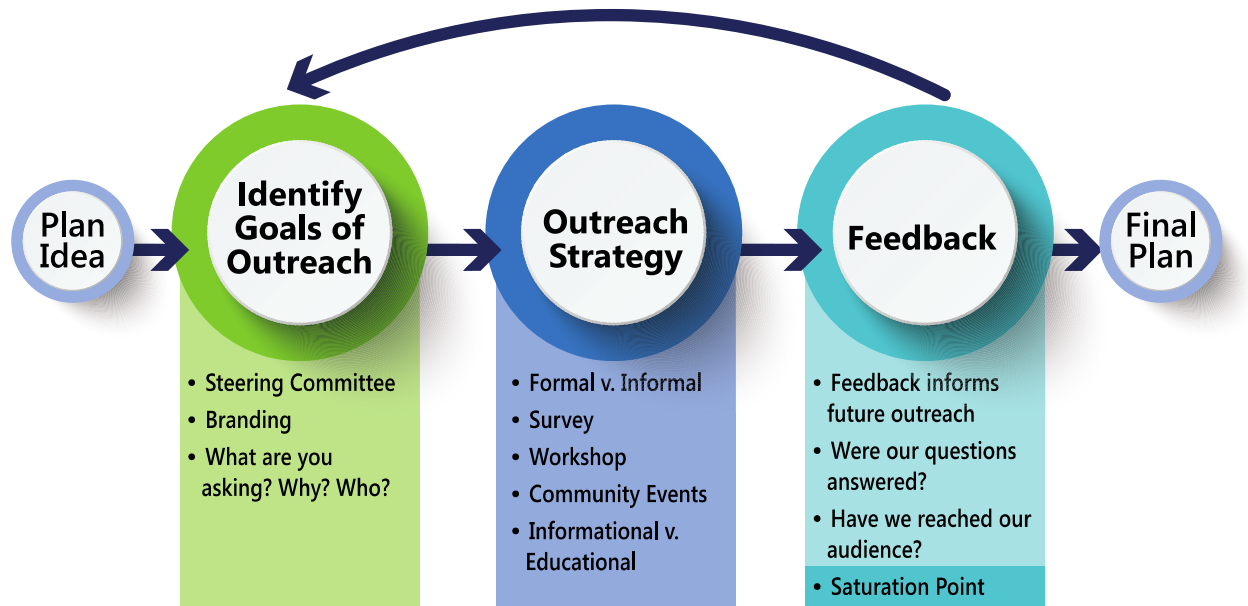 Plan
Idea
Identify
Goals of
Outreach
• Steering Committee
• Branding
• What are you
asking? Why? Who?
Outreach
Strategy
• Formal v. Informal
• Survey
• Workshop
• Community Events
• Informational v.
Educational
Feedback
• Feedback informs
future outreach
• Were our questions
answered?
• Have we reached our
audience?
• Saturation Point
Final
Plan